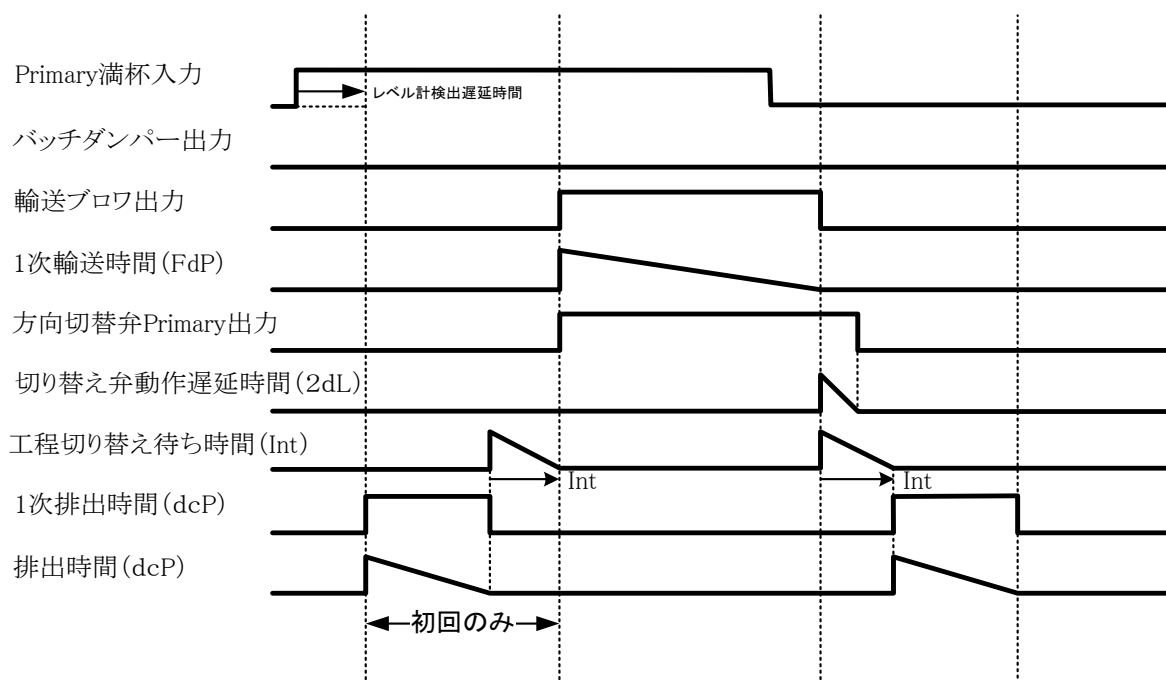 Primary満杯入力
レベル計検出遅延時間
バッチダンパー出力
輸送ブロワ出力
1次輸送時間(FdP)
方向切替弁Primary出力
切り替え弁動作遅延時間(2dL)
工程切り替え待ち時間(Int)
Int
Int
1次排出時間(dcP)
排出時間(dcP)
初回のみ